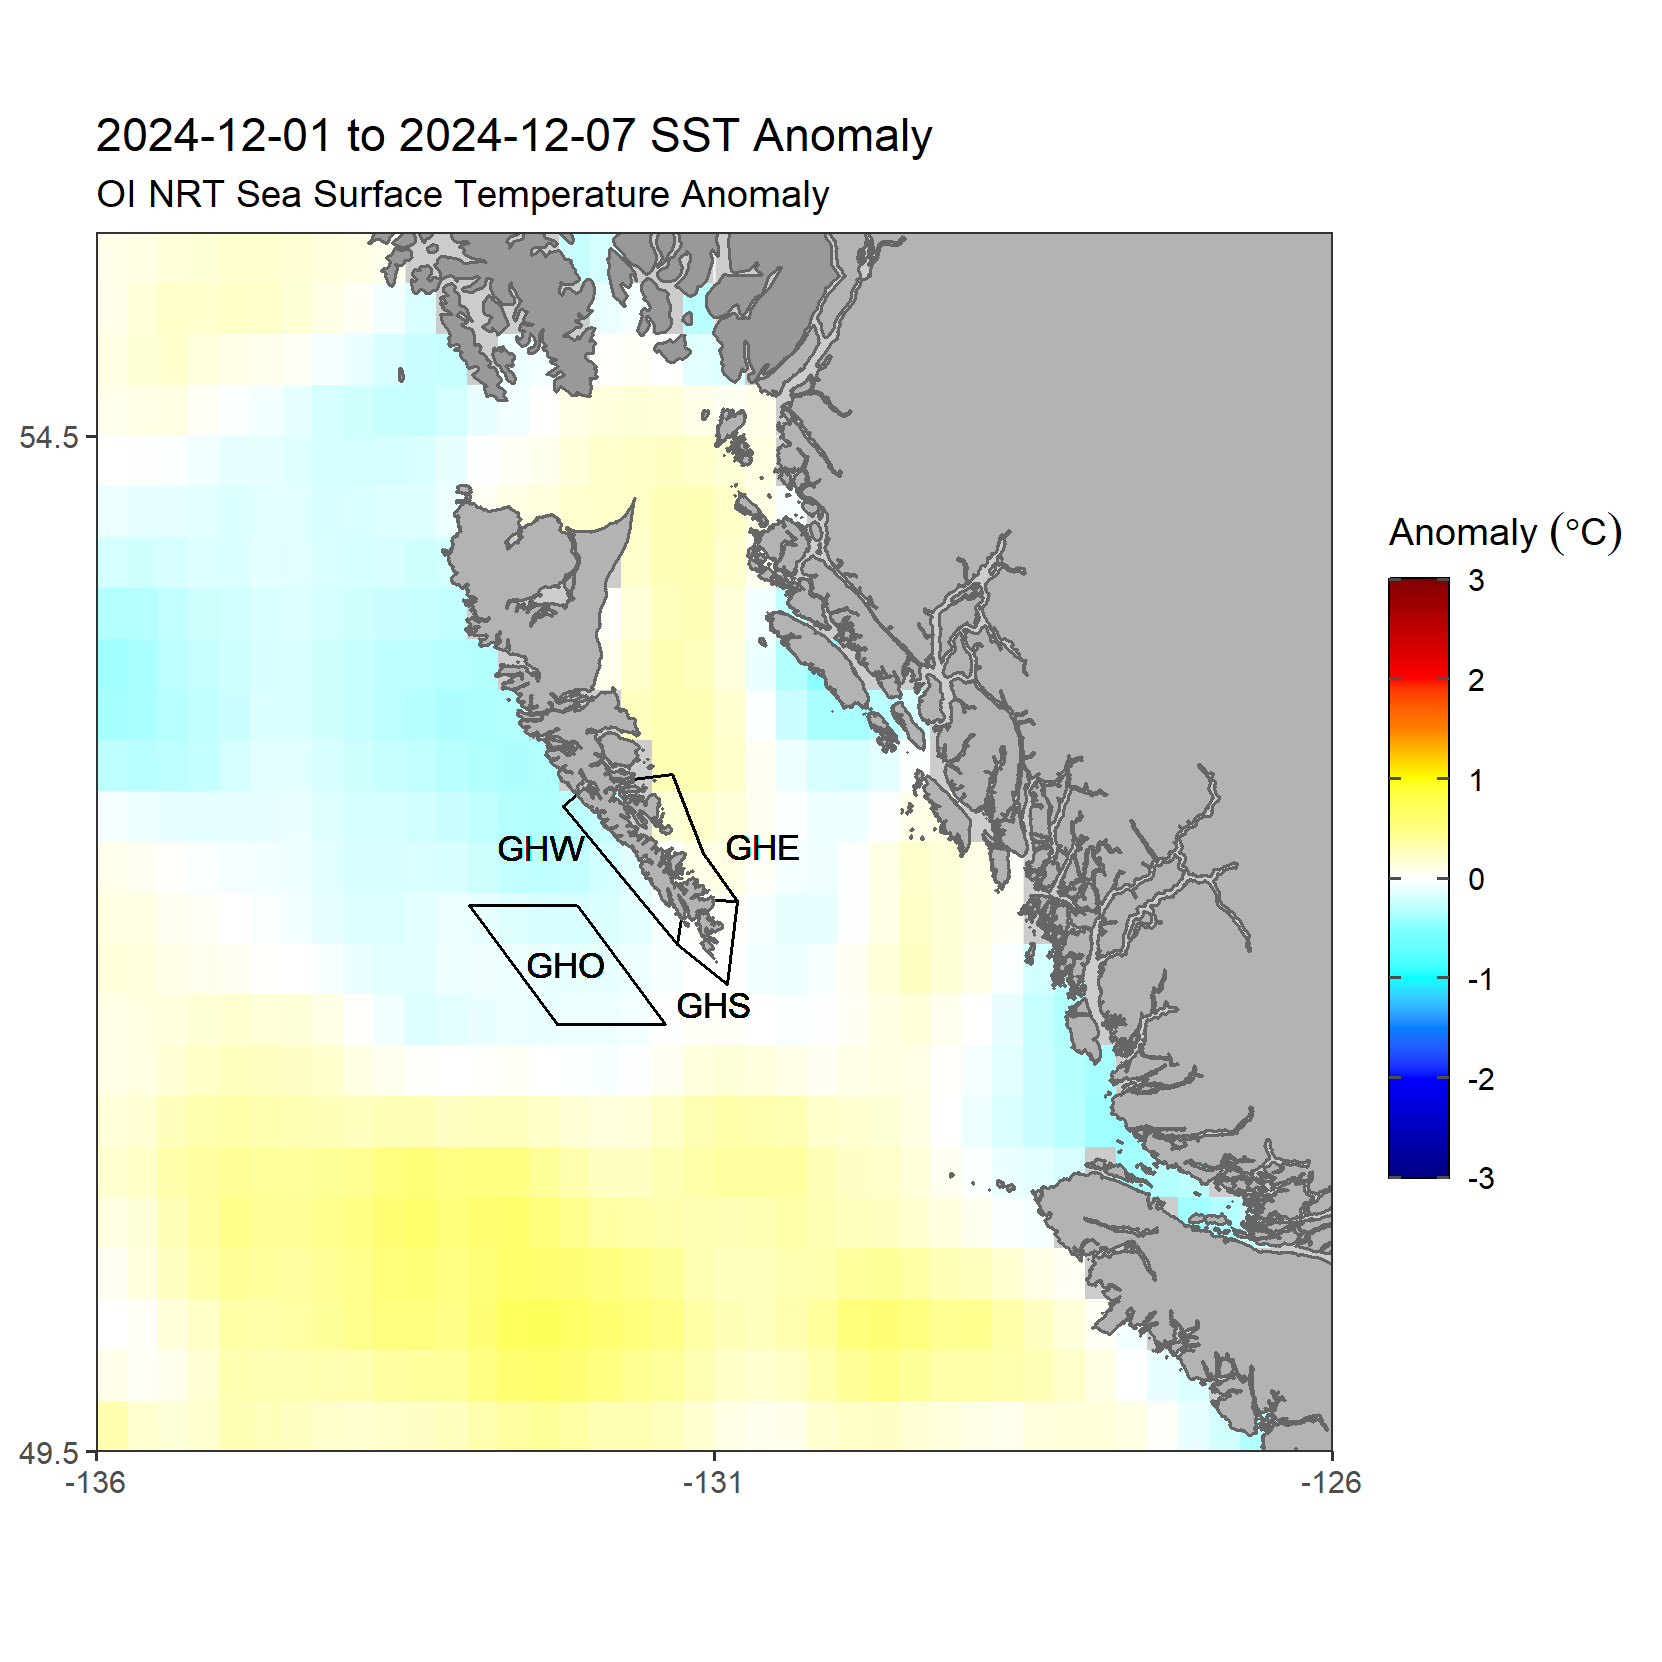 2024-12-01 to 2024-12-07 SST Anomaly
OI NRT Sea Surface Temperature Anomaly
54.5
49.5
-136
-131
-126
GHW
GHE
GHO
GHS
Anomaly (°C)
3
2
1
0
-1
-2
-3